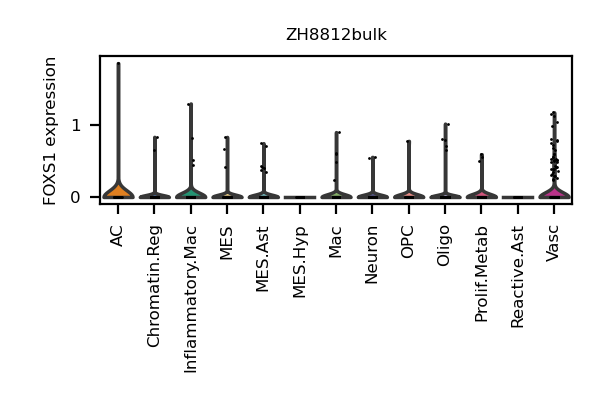 ZH8812bulk
FOXS1 expression
1
0
AC
Chromatin.Reg
Inflammatory.Mac
MES
MES.Ast
MES.Hyp
Mac
Neuron
OPC
Oligo
Prolif.Metab
Reactive.Ast
Vasc